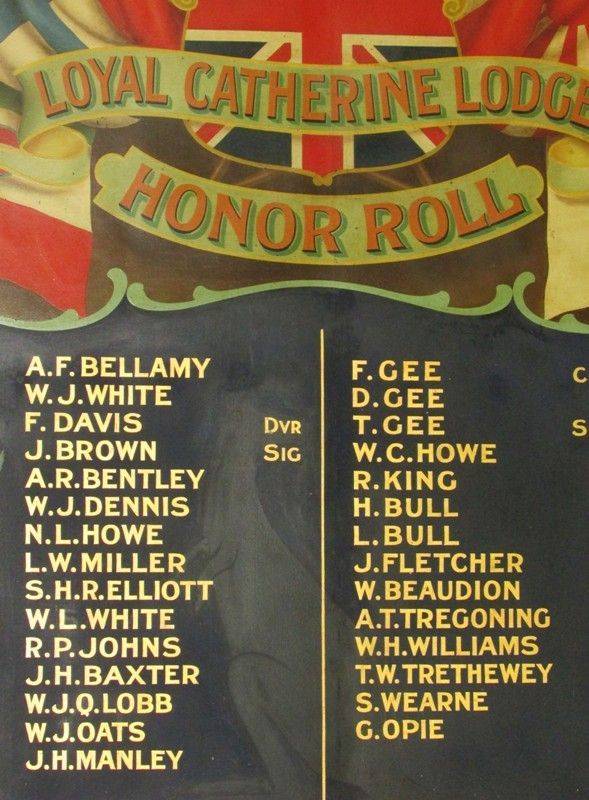 LOYAL CATHERINE LODGE
HONOR ROLL
A.F. BELLAMY
W.J. WHITE
F. DAVIS DVR
J. BROWN SIG
A.R. BENTLEY
W.J. DENNIS
N.L. HOWE
L.W. MILLER
S.H.R. ELLIOTT
W.L. WHITE
R.P. JOHNS
J.H. BAXTER
W.J.Q. LOBB
W.J. OATS
J.H. MANLEY
F. GEE C
D. GEE
T. GEE S
W.C. HOWE
R. KING
H. BULL
L. BULL
J. FLETCHER
W. BEAUDION
A.T. TREGONING
W.H. WILLIAMS
T.W. TRETHEWEY
S. WEARNE
G. OPIE